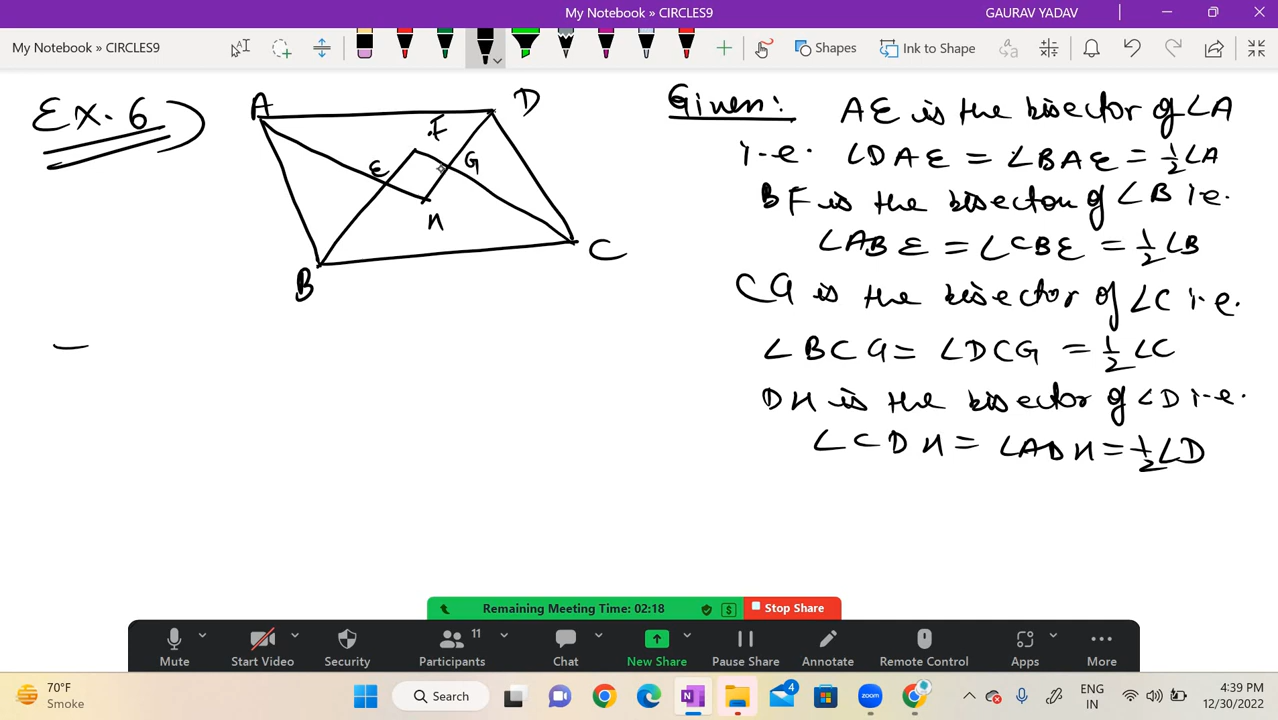 My Notebook » CIRCLES9
GAURAV YADAV
My Notebook » CIRCLES9
Shapes
Ink to Shape
Ex. 6)
A
D
F
E
G
H
B
C
Given: AE is the bisector of ∠A
i.e. ∠DAE = ∠BAE = 1/2 ∠A
BF is the bisector of ∠B i.e.
∠ABE = ∠CBE = 1/2 ∠B
CG is the bisector of ∠C i.e.
∠BCG = ∠DCG = 1/2 ∠C
DH is the bisector of ∠D i.e.
∠CDH = ∠ADH = 1/2 ∠D
Remaining Meeting Time: 02:18
Stop Share
11
Mute
Start Video
Security
Participants
Chat
New Share
Pause Share
Annotate
Remote Control
Apps
More
70°F
Smoke
Search
4
zoom
ENG
IN
4:39 PM
12/30/2022